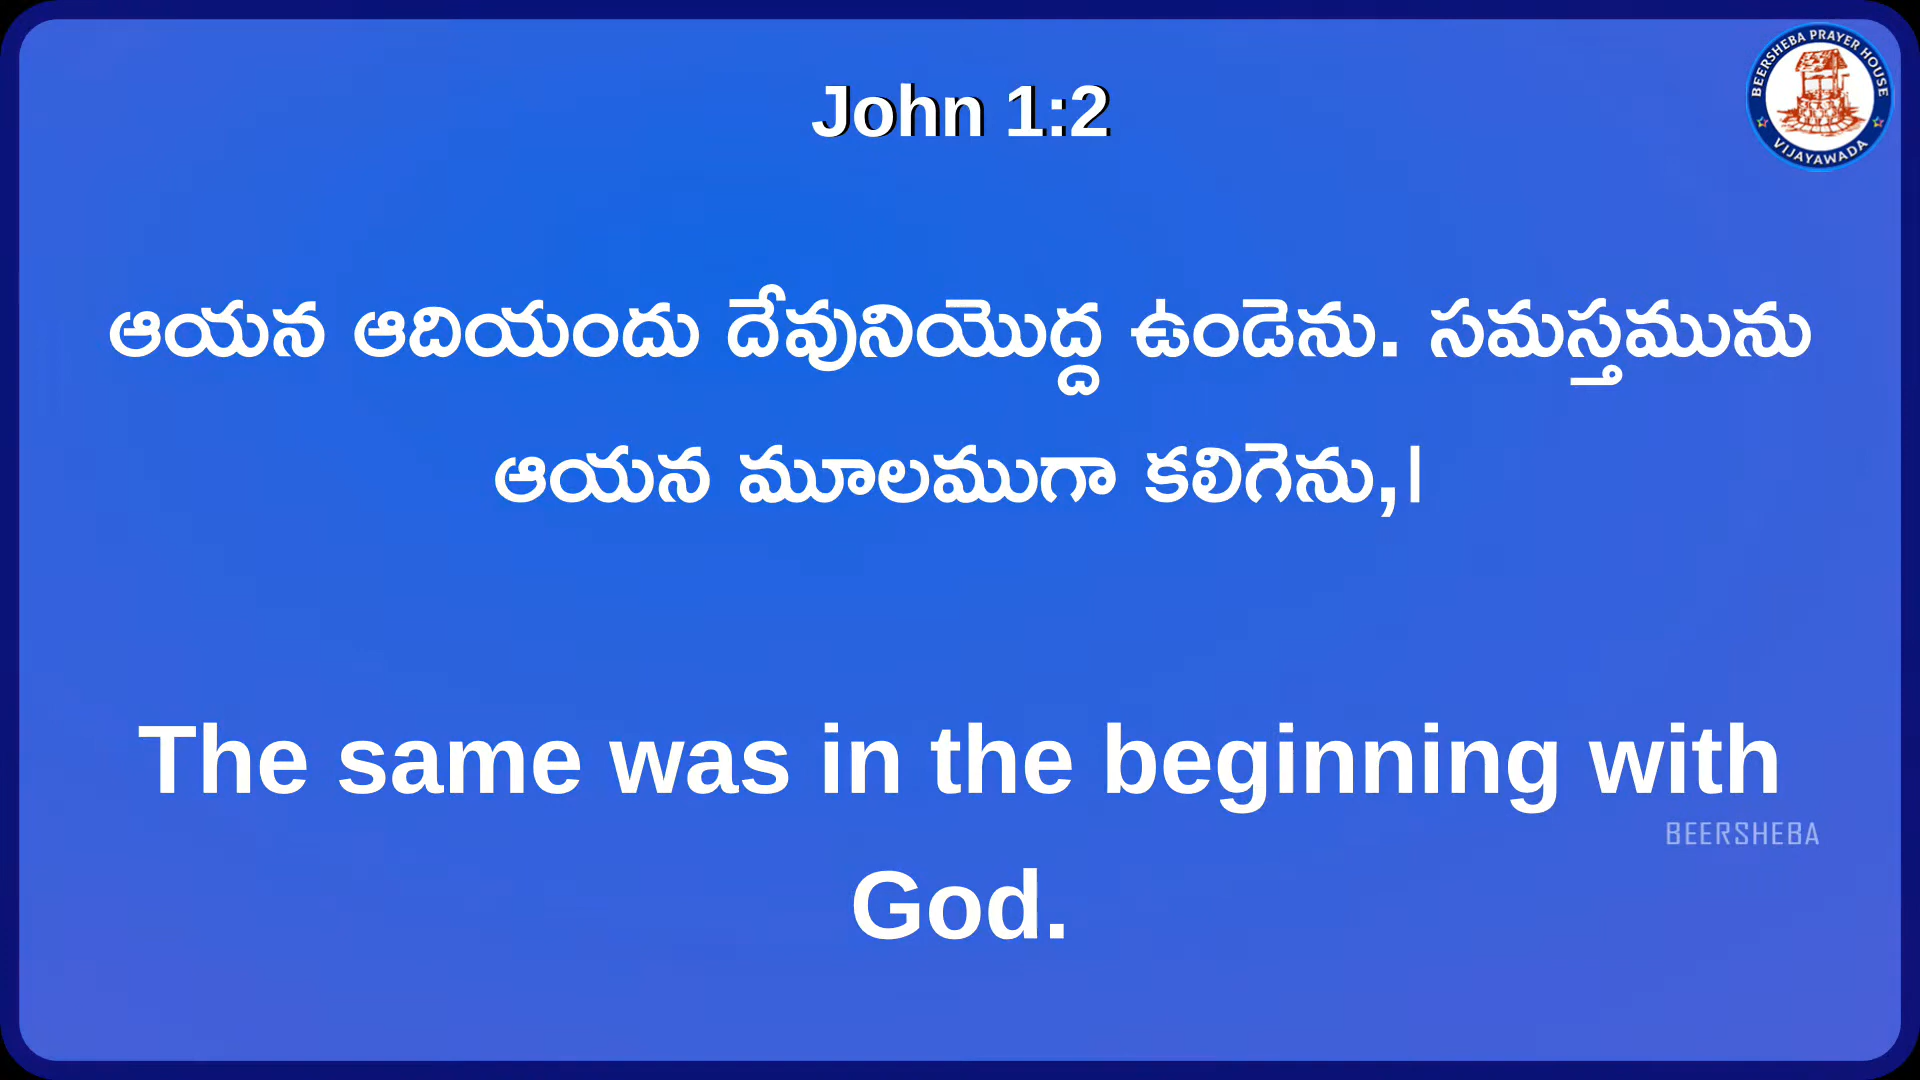 BEERSHEBA PRAYER HOUSE
VIJAYAWADA
John 1:2
ఆయన ఆదియందు దేవునియొద్ద ఉండెను. సమస్తమును
ఆయన మూలముగా కలిగెను,।
The same was in the beginning with
BEERSHEBA
God.